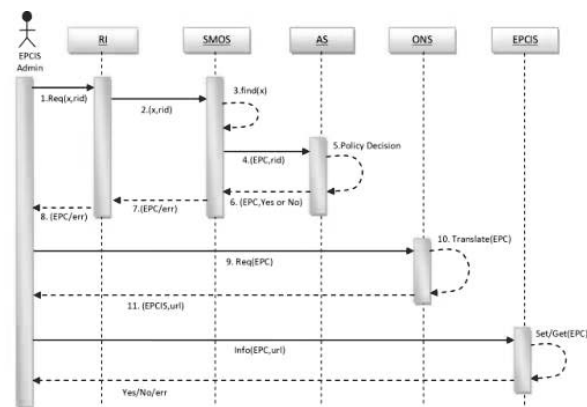 RI
SMOS
AS
ONS
EPCIS
EPCIS
Admin
1.Req(x,rid)
2.(x,rid)
3.find(x)
4.(EPC,rid)
5.Policy Decision
6. (EPC,Yes or No)
7.(EPC/err)
8. (EPC/err)
9. Req(EPC)
10. Translate(EPC)
11. (EPCIS,url)
Info(EPC,url)
Set/Get(EPC)
Yes/No/err